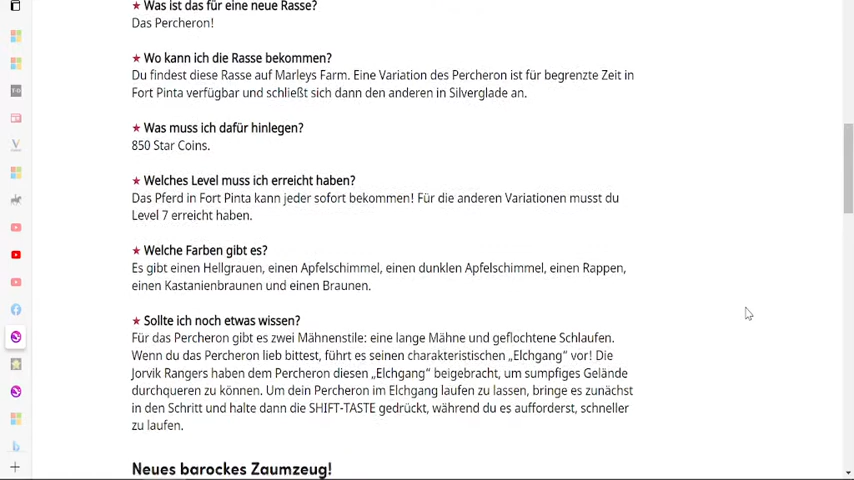 ★ Was ist das für eine neue Rasse?
Das Percheron!
★ Wo kann ich die Rasse bekommen?
Du findest diese Rasse auf Marleys Farm. Eine Variation des Percheron ist für begrenzte Zeit in
Fort Pinta verfügbar und schließt sich dann den anderen in Silverglade an.
★ Was muss ich dafür hinlegen?
850 Star Coins.
★ Welches Level muss ich erreicht haben?
Das Pferd in Fort Pinta kann jeder sofort bekommen! Für die anderen Variationen musst du
Level 7 erreicht haben.
★ Welche Farben gibt es?
Es gibt einen Hellgrauen, einen Apfelschimmel, einen dunklen Apfelschimmel, einen Rappen,
einen Kastanienbraunen und einen Braunen.
★ Sollte ich noch etwas wissen?
Für das Percheron gibt es zwei Mähnenstile: eine lange Mähne und geflochtene Schlaufen.
Wenn du das Percheron lieb bittest, führt es seinen charakteristischen „Elchgang“ vor! Die
Jorvik Rangers haben dem Percheron diesen „Elchgang“ beigebracht, um sumpfiges Gelände
durchqueren zu können. Um dein Percheron im Elchgang laufen zu lassen, bringe es zunächst
in den Schritt und halte dann die SHIFT-TASTE gedrückt, während du es aufforderst, schneller
zu laufen.
Neues barockes Zaumzeug!